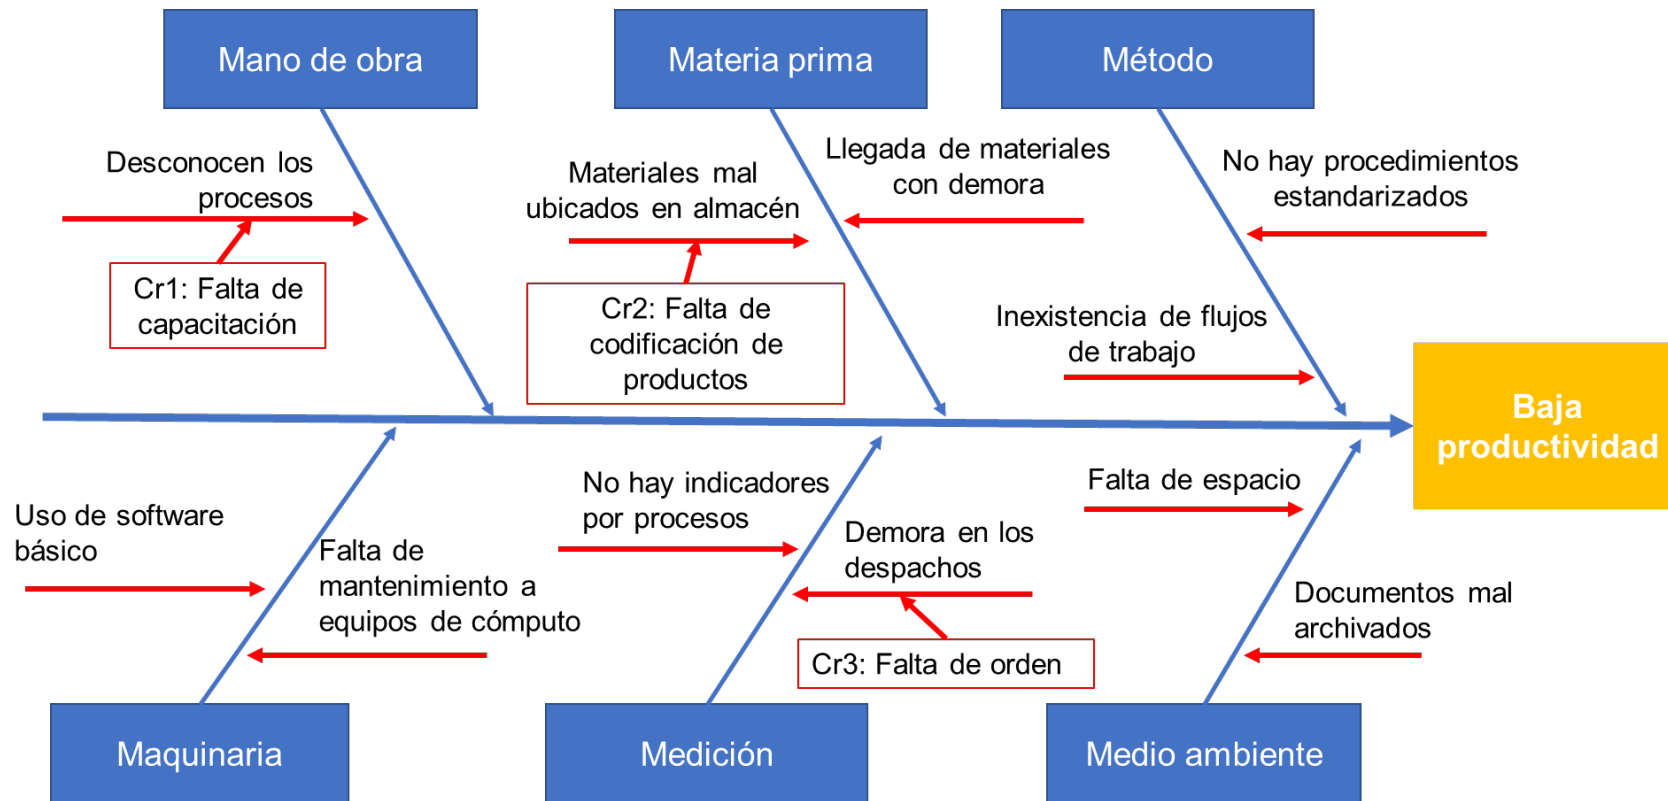 Mano de obra
Materia prima
Método
Desconocen los
procesos
Cr1: Falta de
capacitación
Materiales mal
ubicados en almacén
Cr2: Falta de
codificación de
productos
Llegada de materiales
con demora
No hay procedimientos
estandarizados
Inexistencia de flujos
de trabajo
Baja
productividad
Uso de software
básico
Falta de
mantenimiento a
equipos de cómputo
No hay indicadores
por procesos
Demora en los
despachos
Cr3: Falta de orden
Falta de espacio
Documentos mal
archivados
Maquinaria
Medición
Medio ambiente